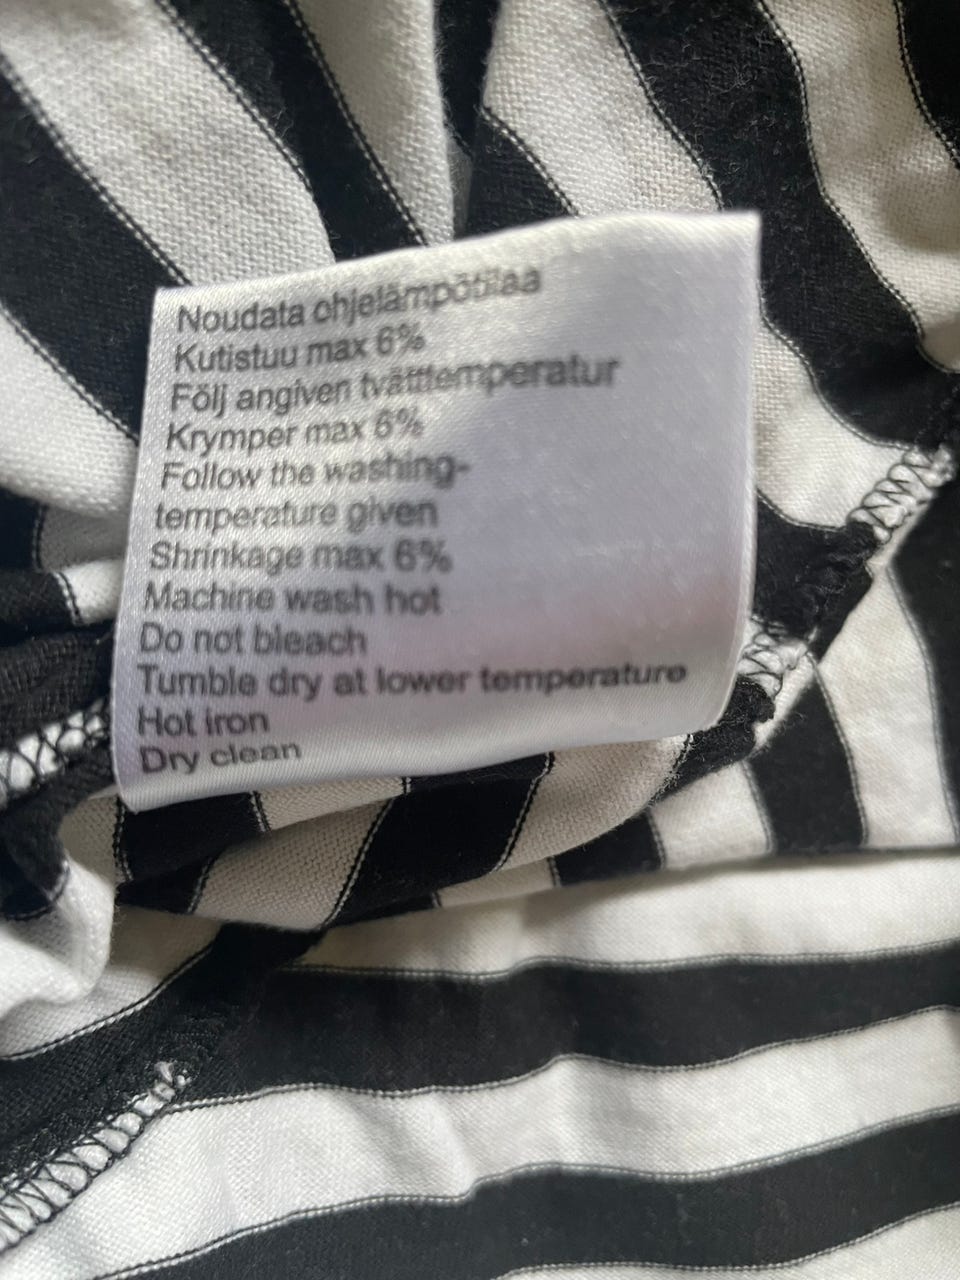 Noudata ohjelämpötilaa
Kutistuu max 6%
Följ angiven tvättemperatur
Krymper max 6%
Follow the washing-
temperature given
Shrinkage max 6%
Machine wash hot
Do not bleach
Tumble dry at lower temperature
Hot iron
Dry clean